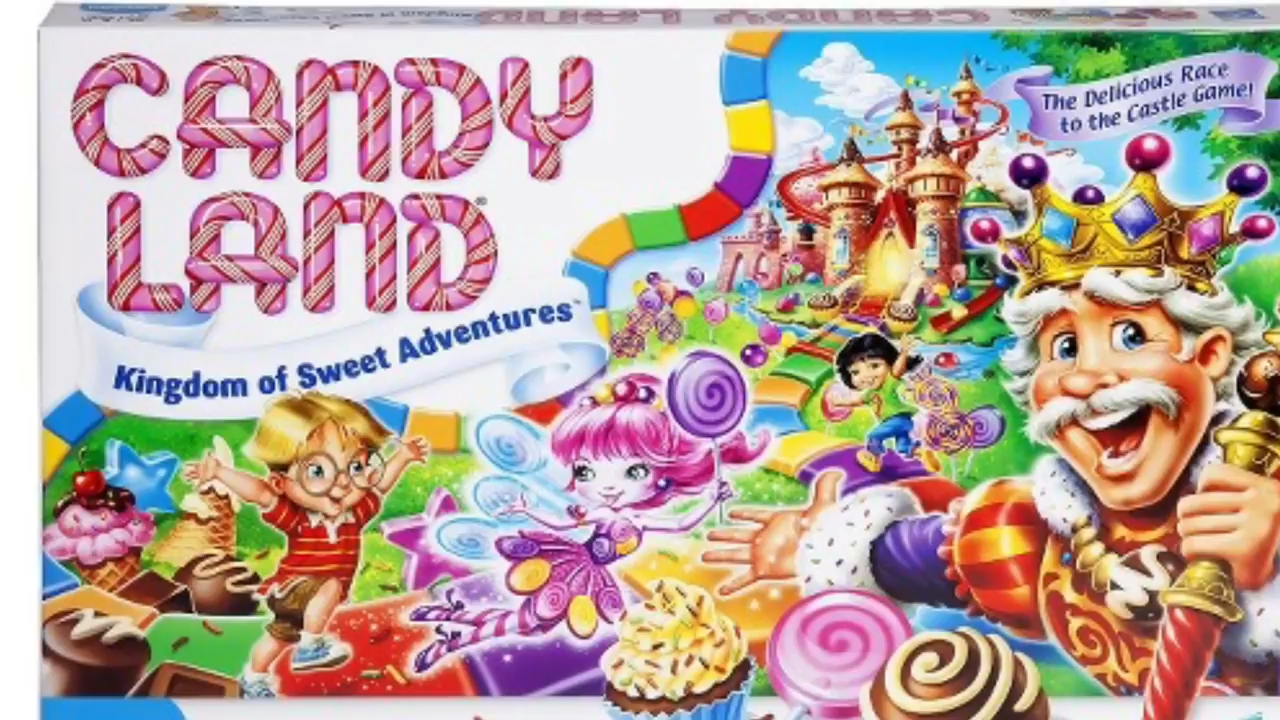 CANDY
LAND
Kingdom of Sweet Adventures™
The Delicious Race
to the Castle Game!